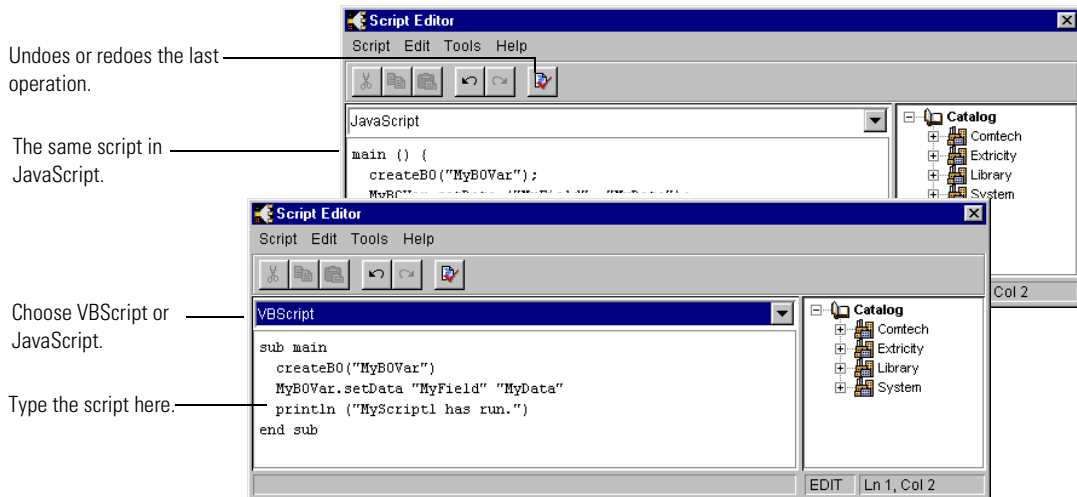 Script Editor
Script Edit Tools Help
Undoes or redoes the last
operation.
JavaScript
Catalog
Comtech
Extricity
Library
System
The same script in
JavaScript.
main () {
createBO("MyBOVar");
Col 2
Script Editor
Script Edit Tools Help
Choose VBScript or
JavaScript.
VBScript
Catalog
Comtech
Extricity
Library
System
sub main
createBO("MyBOVar")
MyBOVar.setData "MyField" "MyData"
Type the script here.
println ("MyScript1 has run.")
end sub
EDIT Ln 1, Col 2